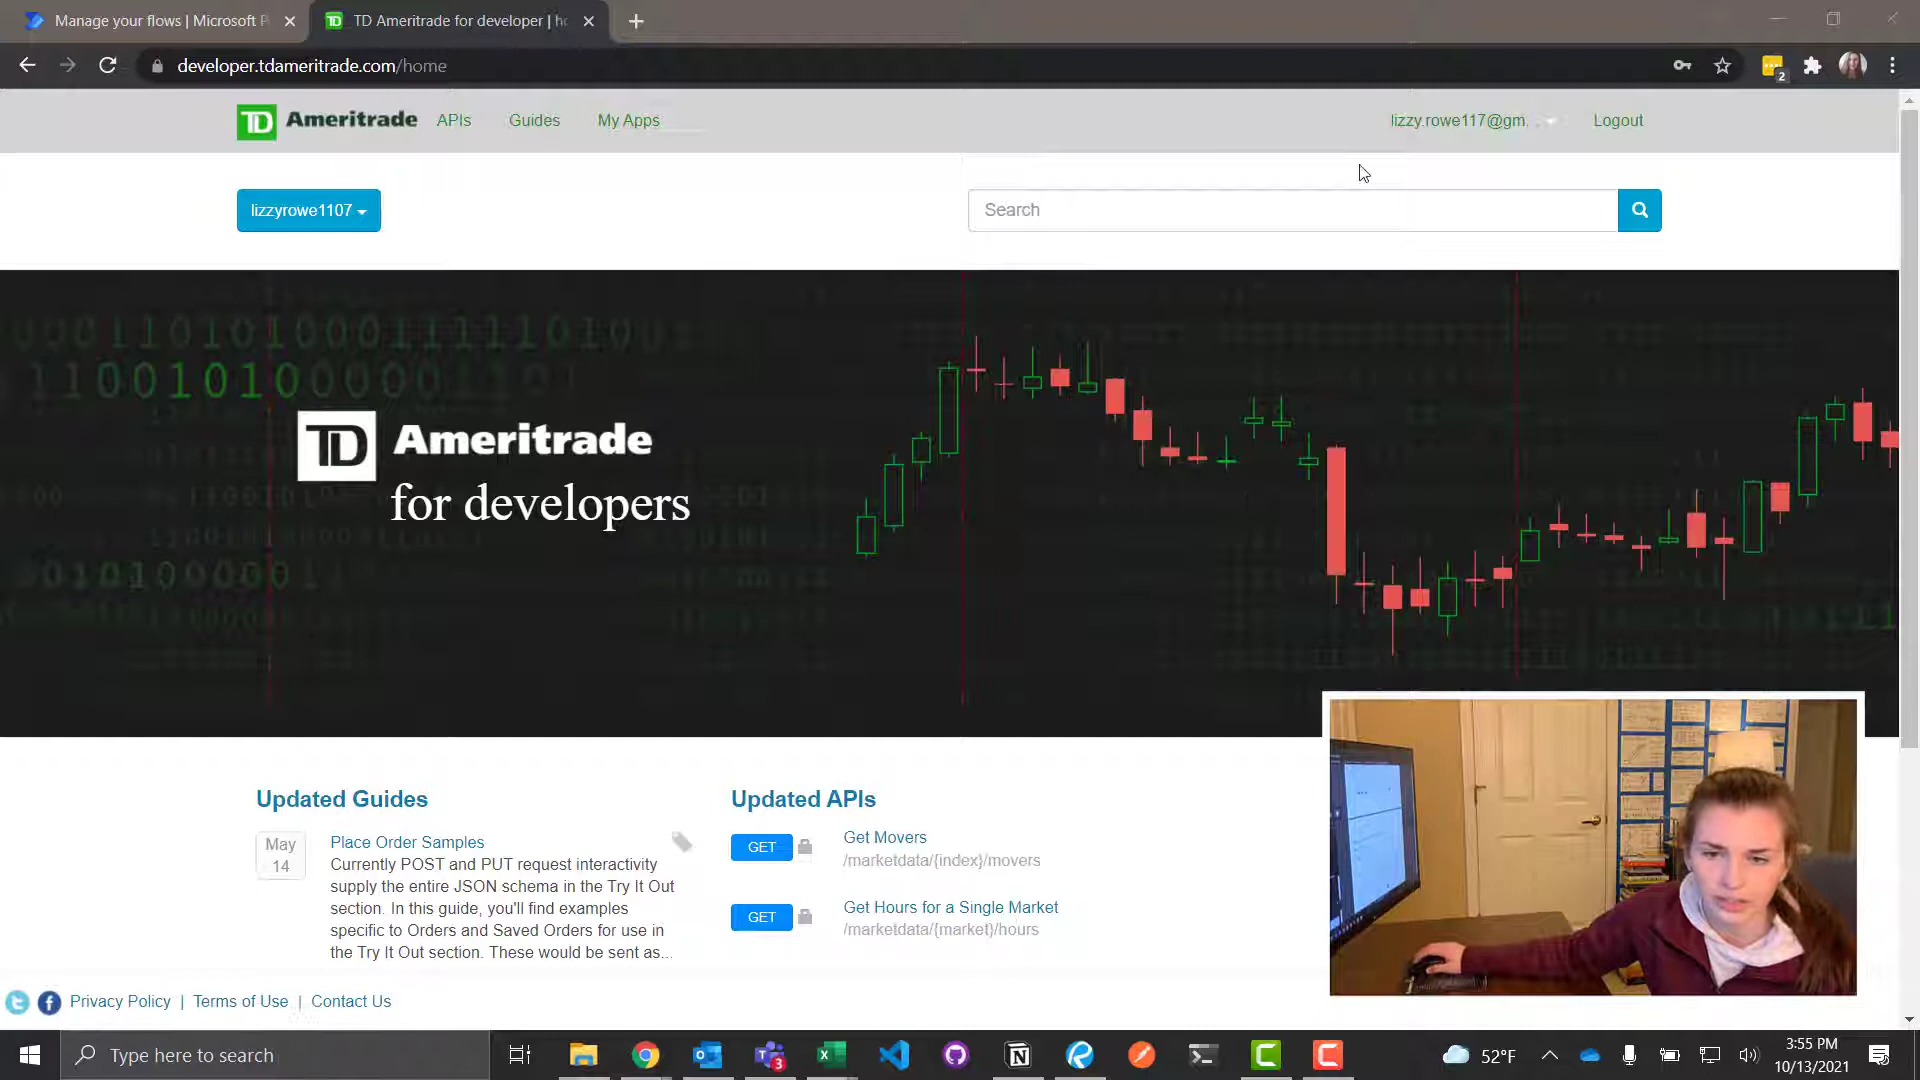 Manage your flows | Microsoft P
TD Ameritrade for developer | ho
developer.tdameritrade.com/home
2
TD Ameritrade
APIs
Guides
My Apps
lizzy.rowe117@gm...
Logout
lizzyrowe1107
Search
TD Ameritrade
for developers
Updated Guides
May
14
Place Order Samples
Currently POST and PUT request interactivity
supply the entire JSON schema in the Try It Out
section. In this guide, you'll find examples
specific to Orders and Saved Orders for use in
the Try It Out section. These would be sent as...
Updated APIs
GET
Get Movers
/marketdata/{index}/movers
GET
Get Hours for a Single Market
/marketdata/{market}/hours
Privacy Policy | Terms of Use | Contact Us
Type here to search
3
52°F
3:55 PM
10/13/2021